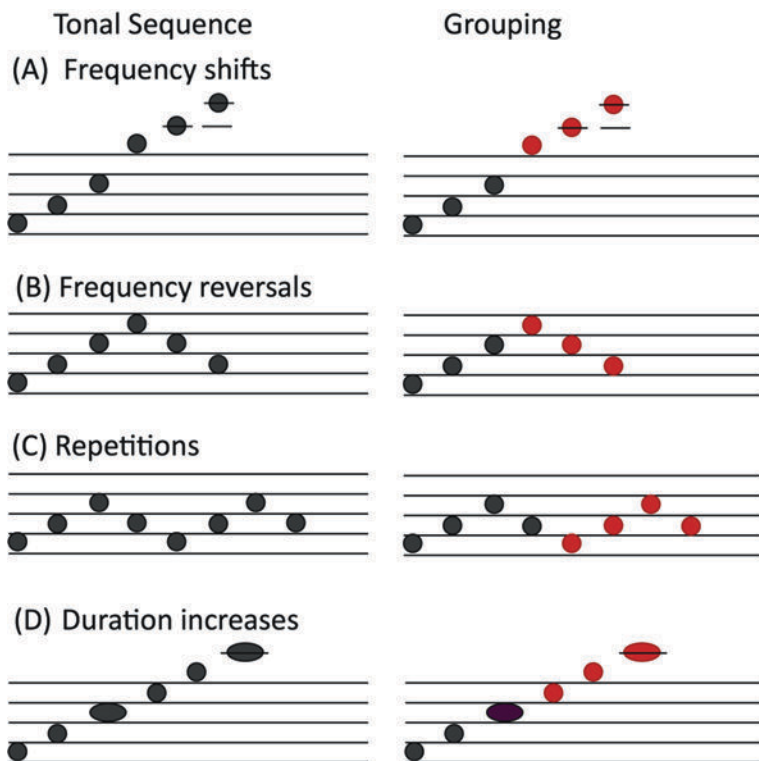 Tonal Sequence
Grouping
(A) Frequency shifts
(B) Frequency reversals
(C) Repetitions
(D) Duration increases